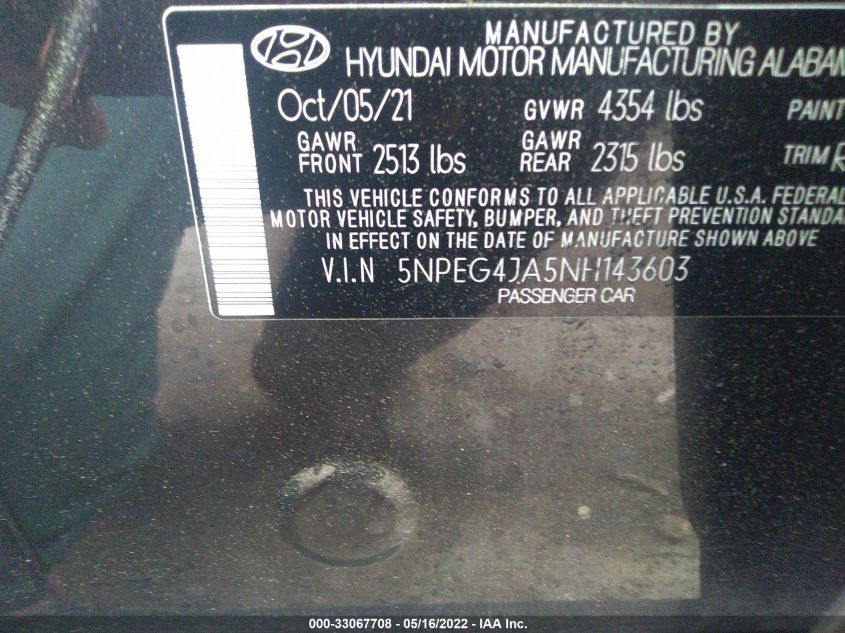 MANUFACTURED BY
HYUNDAI MOTOR MANUFACTURING ALABAM
Oct/05/21 GVWR 4354 lbs PAINT
GAWR FRONT 2513 lbs GAWR REAR 2315 lbs TRIM
THIS VEHICLE CONFORMS TO ALL APPLICABLE U.S.A. FEDERAL
MOTOR VEHICLE SAFETY, BUMPER, AND THEFT PREVENTION STANDA
IN EFFECT ON THE DATE OF MANUFACTURE SHOWN ABOVE
V.I.N 5NPEG4JA5NH143603
PASSENGER CAR
000-33067708 - 05/16/2022 - IAA Inc.